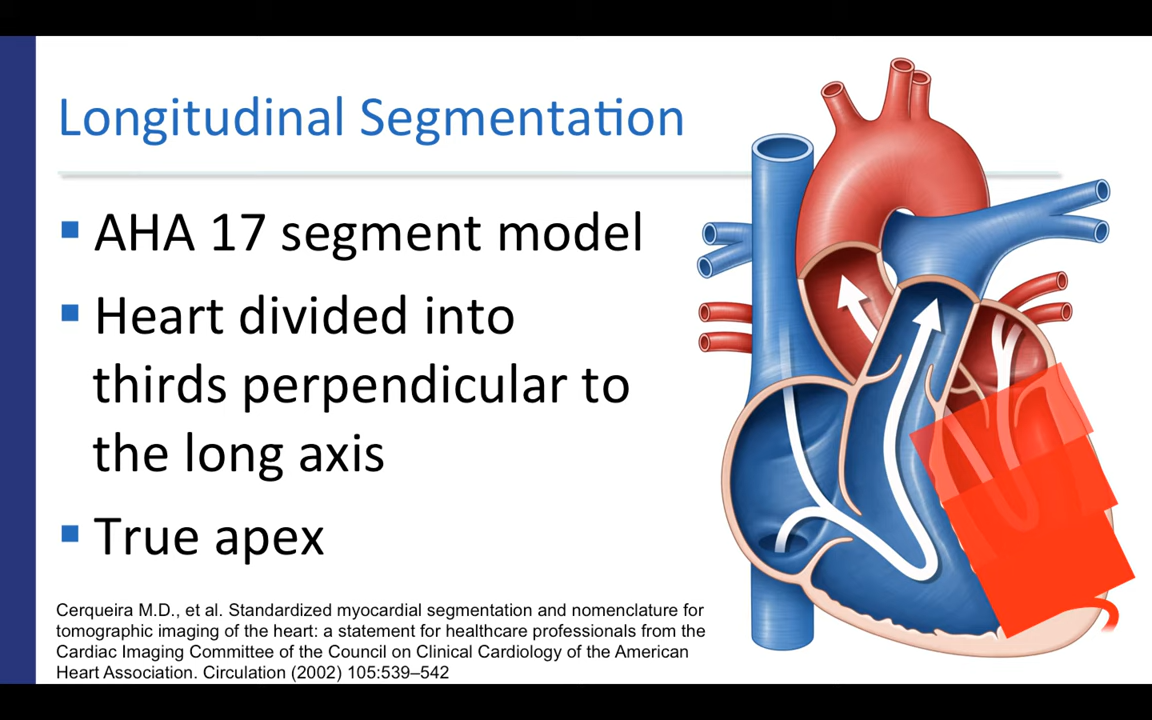 Longitudinal Segmentation
▪ AHA 17 segment model
▪ Heart divided into
thirds perpendicular to
the long axis
▪ True apex
Cerqueira M.D., et al. Standardized myocardial segmentation and nomenclature for
tomographic imaging of the heart: a statement for healthcare professionals from the
Cardiac Imaging Committee of the Council on Clinical Cardiology of the American
Heart Association. Circulation (2002) 105:539–542